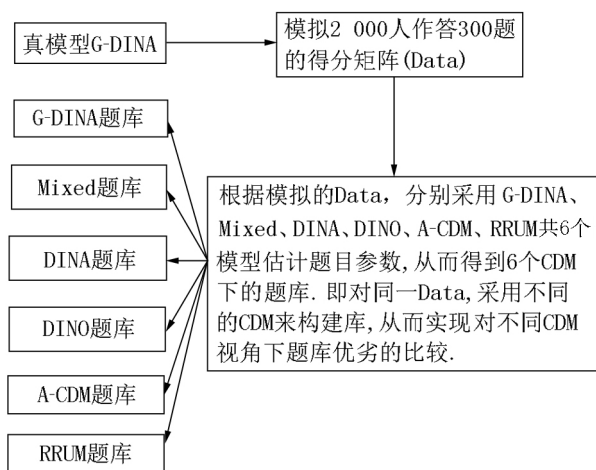 真模型G-DINA
模拟2 000人作答300题
的得分矩阵(Data)
G-DINA题库
Mixed题库
DINA题库
DINO题库
A-CDM题库
RRUM题库
根据模拟的Data，分别采用 G-DINA、
Mixed、DINA、DINO、A-CDM、RRUM共6个
模型估计题目参数,从而得到6个CDM
下的题库. 即对同一Data,采用不同
的CDM来构建库,从而实现对不同CDM
视角下题库优劣的比较.